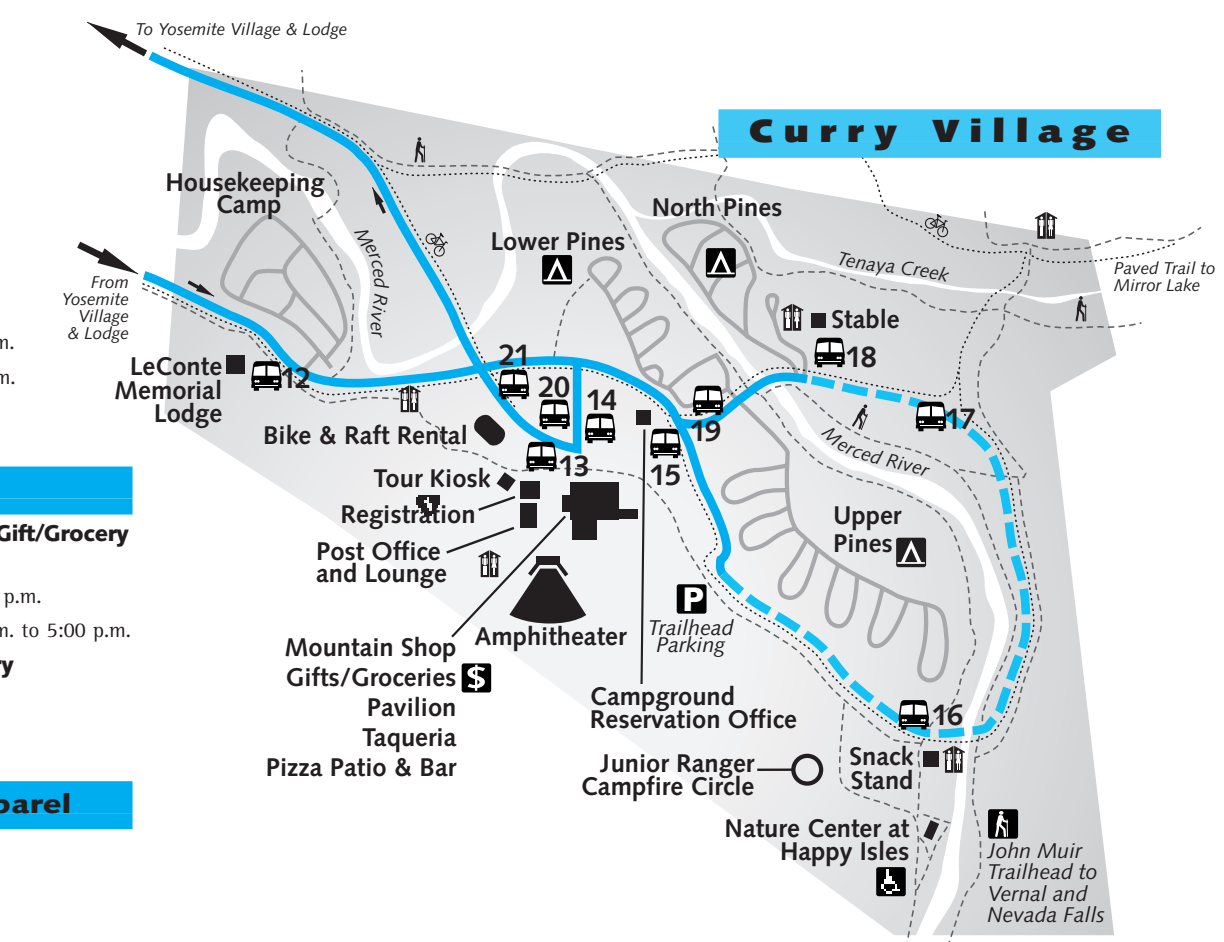 To Yosemite Village & Lodge
Curry Village
Housekeeping
Camp
Merced River
Lower Pines
North Pines
Tenaya Creek
Paved Trail to
Mirror Lake
From
Yosemite
Village
& Lodge
Stable
18
m.
m.
LeConte
Memorial
Lodge
12
21
20
14
19
17
Bike & Raft Rental
13
15
Merced River
Tour Kiosk
Registration
Upper
Pines
Gift/Grocery
Post Office
and Lounge
p.m.
m. to 5:00 p.m.
ry
P
Trailhead
Parking
Amphitheater
Mountain Shop
Gifts/Groceries $
Pavilion
Taqueria
Pizza Patio & Bar
Campground
Reservation Office
16
Junior Ranger
Campfire Circle
Snack
Stand
parel
Nature Center at
Happy Isles
John Muir
Trailhead to
Vernal and
Nevada Falls